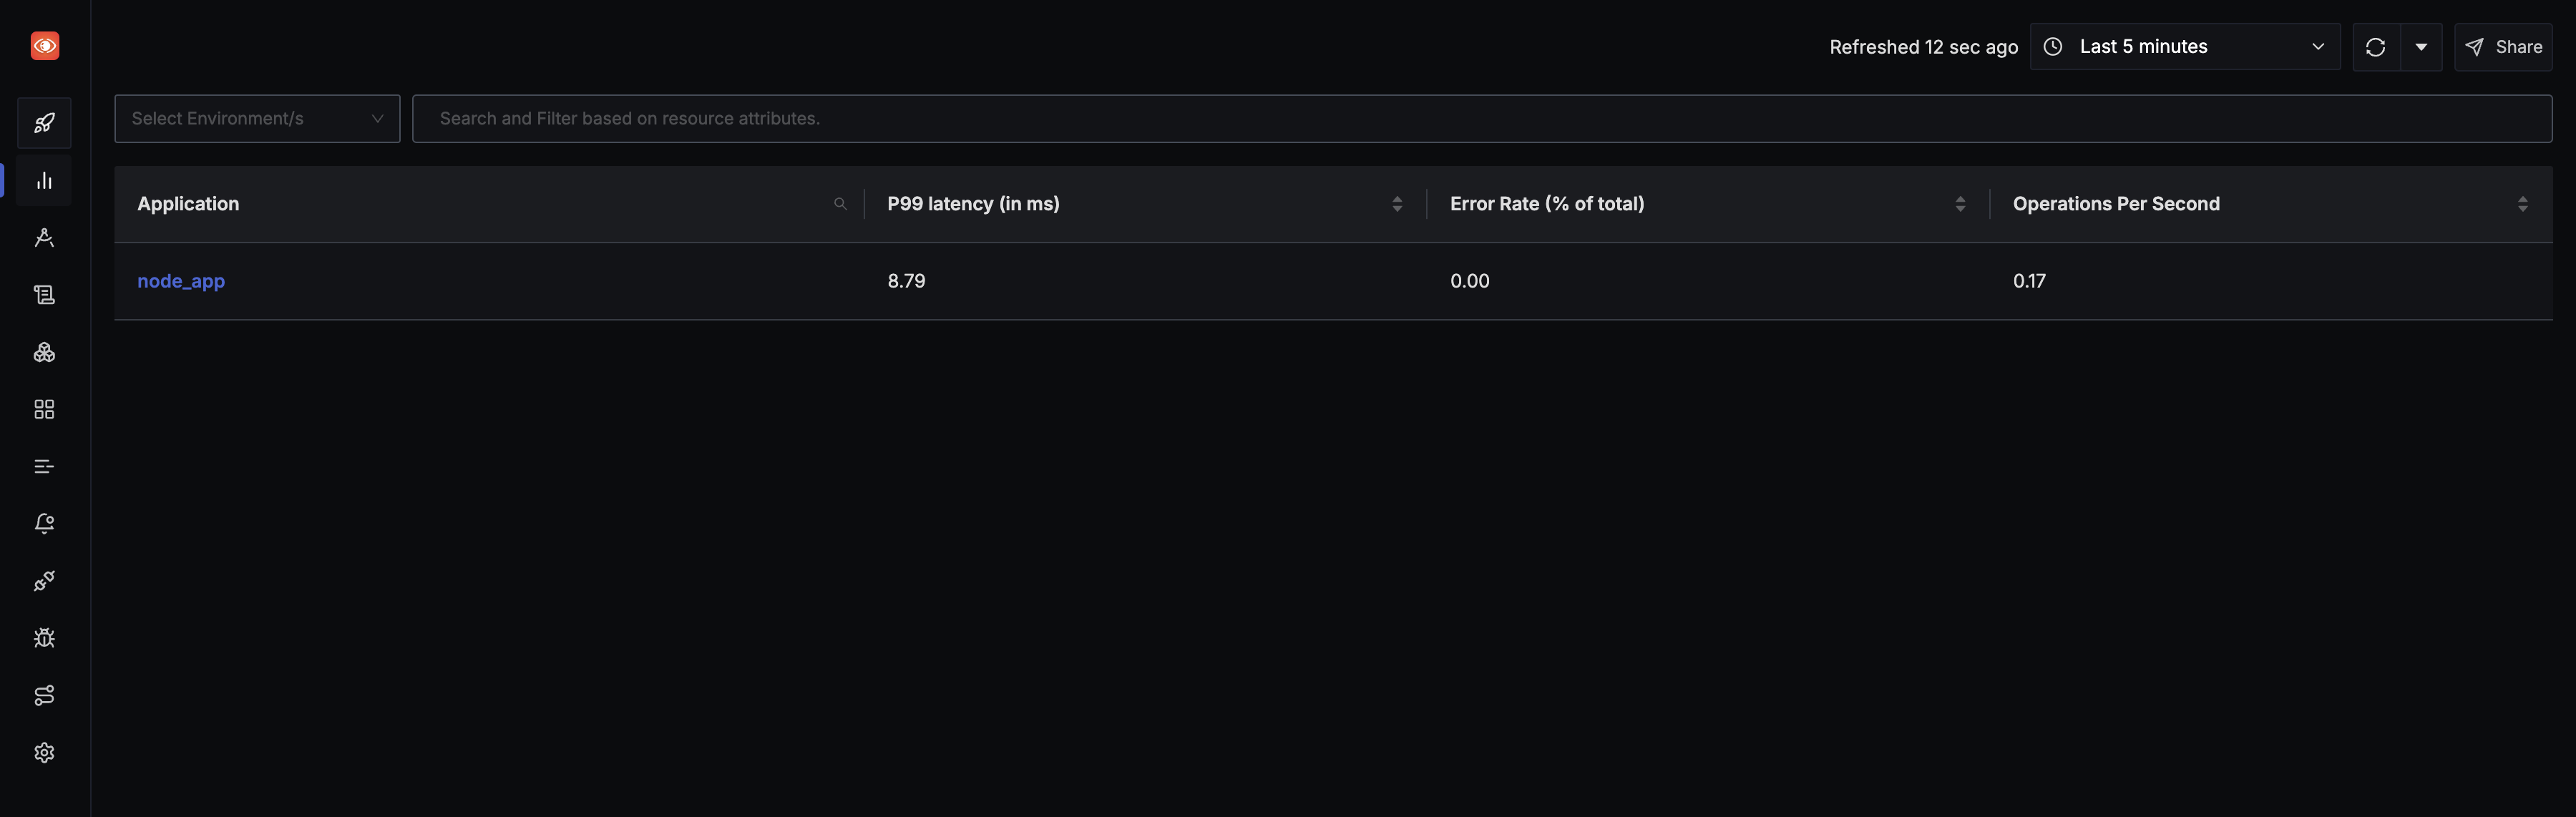 Refreshed 12 sec ago Last 5 minutes Share
Select Environment/s Search and Filter based on resource attributes.
Application P99 latency (in ms) Error Rate (% of total) Operations Per Second
node_app 8.79 0.00 0.17